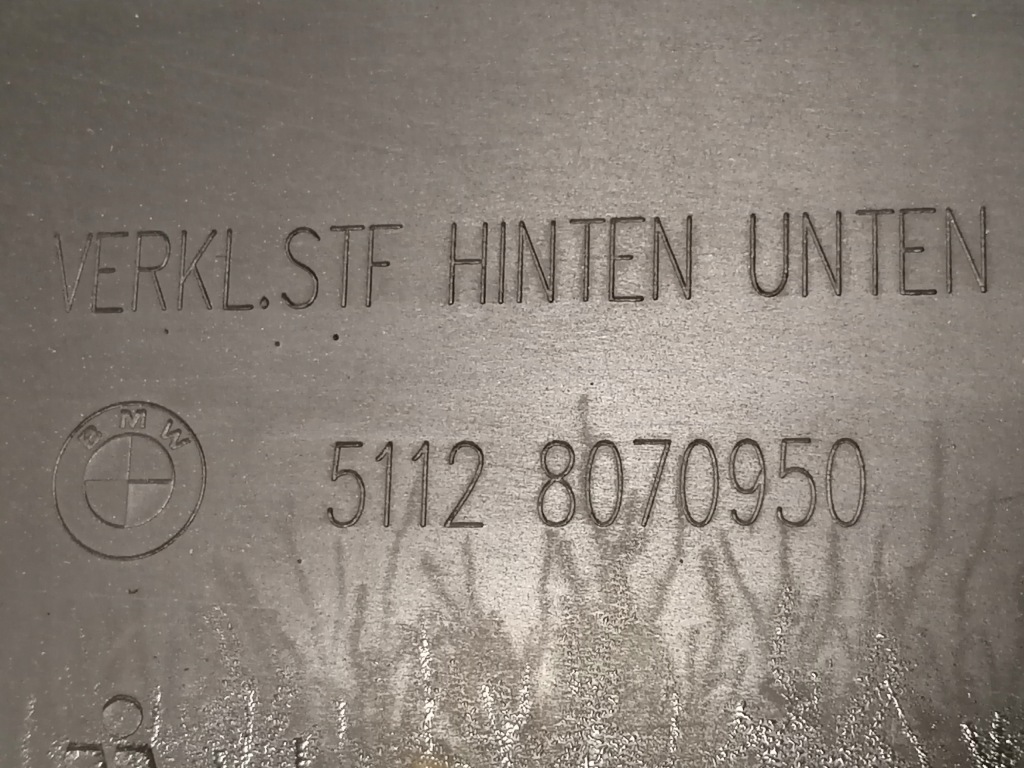 VERKL.STF HINTEN UNTEN
BMW
5112 8070950